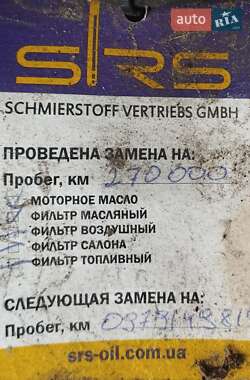 auto RIA
SRS
SCHMIERSTOFF VERTRIEBS GMBH
ПРОВЕДЕНА ЗАМЕНА НА:
Пробег, км 270000
МОТОРНОЕ МАСЛО
ФИЛЬТР МАСЛЯНЫЙ
ФИЛЬТР ВОЗДУШНЫЙ
ФИЛЬТР САЛОНА
ФИЛЬТР ТОПЛИВНЫЙ
СЛЕДУЮЩАЯ ЗАМЕНА НА:
Пробег, км
srs-oil.com.ua